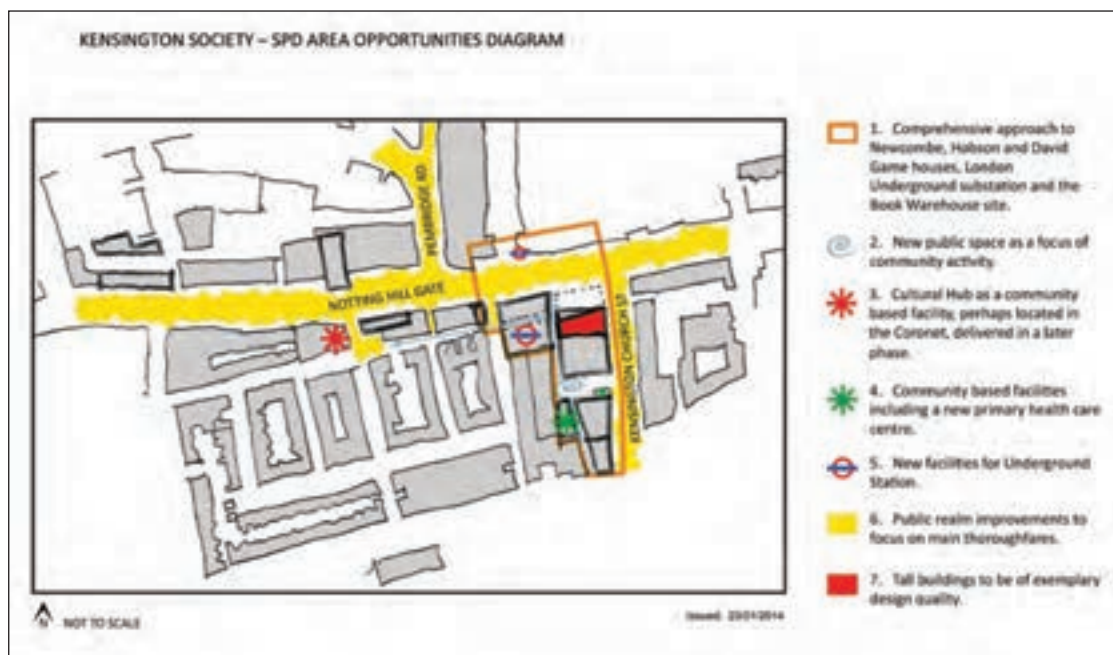 KENSINGTON SOCIETY – SPD AREA OPPORTUNITIES DIAGRAM
PEMBRIDGE RD
NOTTING HILL GATE
KENSINGTON CHURCH ST
1. Comprehensive approach to
Newcombe, Hobson and David
Game houses, London
Underground substation and the
Book Warehouse site.
2. New public space as a focus of
community activity.
3. Cultural Hub as a community
based facility, perhaps located
in the Coronet, delivered in a later
phase.
4. Community based facilities
including a new primary health care
centre.
5. New facilities for Underground
Station.
6. Public realm improvements to
focus on main thoroughfares.
7. Tall buildings to be of exemplary
design quality.
NOT TO SCALE
Issued: 23/01/2014